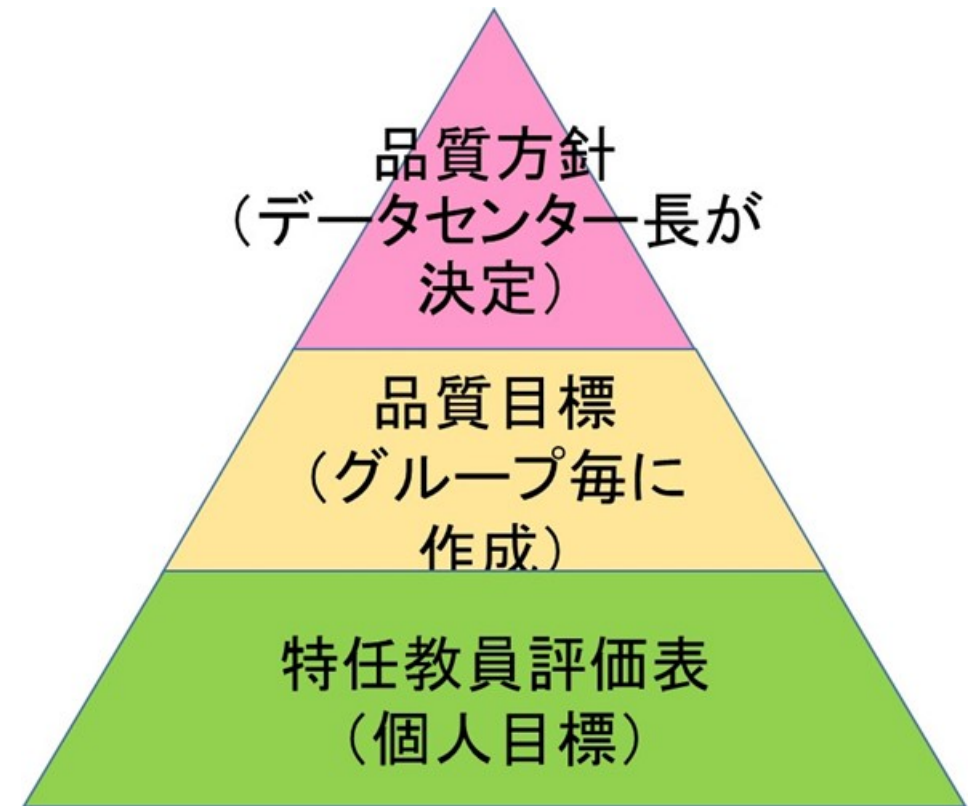 品質方針
（データセンター長が
決定）
品質目標
（グループ毎に
作成）
特任教員評価表
（個人目標）